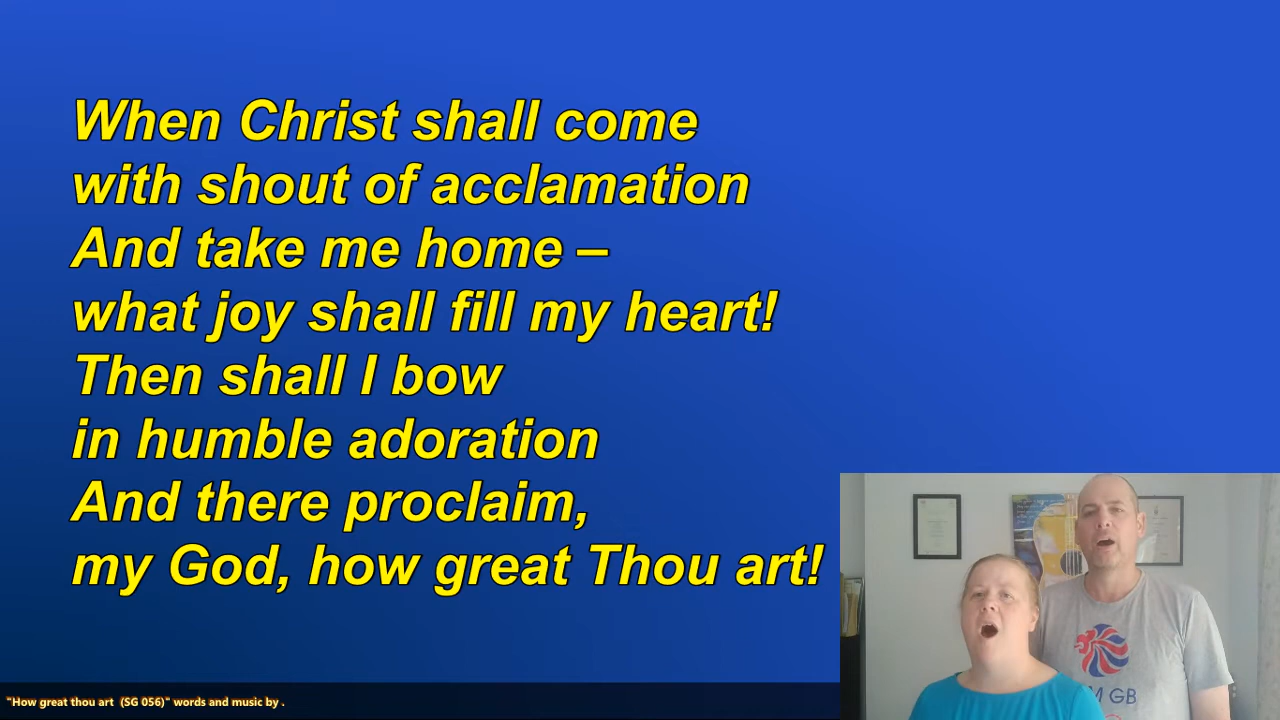 When Christ shall come
with shout of acclamation
And take me home –
what joy shall fill my heart!
Then shall I bow
in humble adoration
And there proclaim,
my God, how great Thou art!
M GB
"How great thou art  (SG 056)" words and music by .